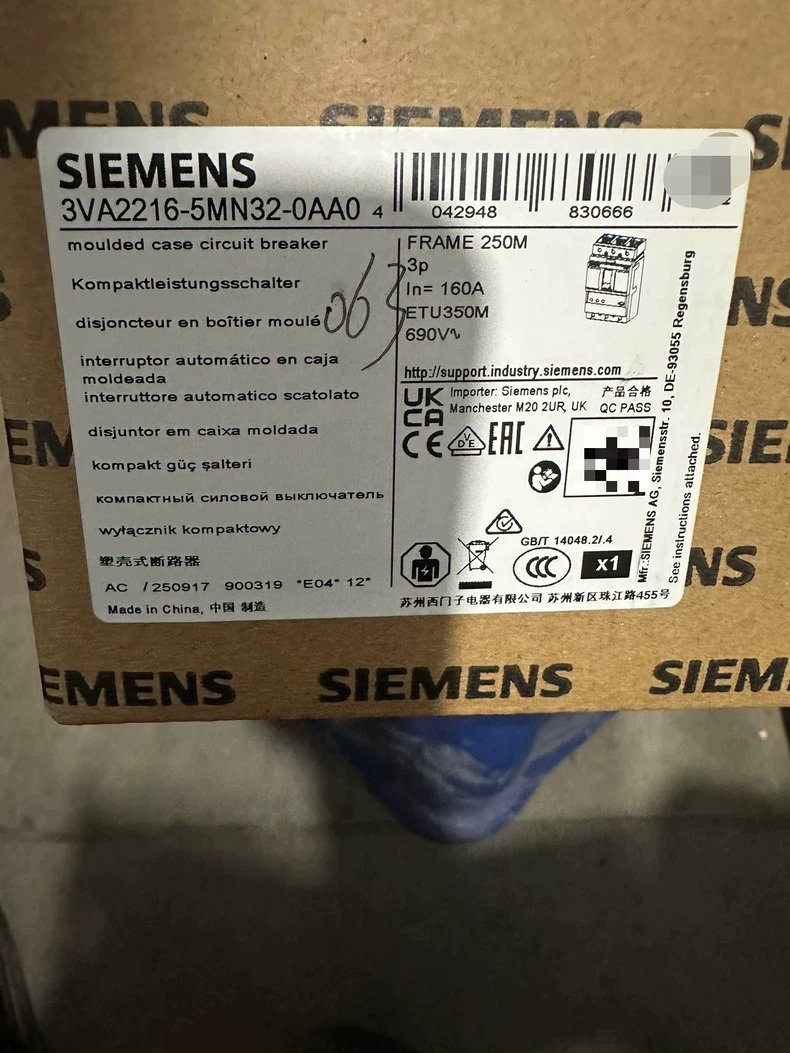 SIEMENS
SIEMENS
3VA2216-5MN32-0AA0
4 042948 830666
moulded case circuit breaker
Kompaktleistungsschalter
disjoncteur en boîtier moulé
interruptor automático en caja
moldeada
interruttore automatico scatolato
disjuntor em caixa moldada
kompakt güç şalteri
компактный силовой выключатель
wyłącznik kompaktowy
塑壳式断路器
AC /250917 900319 *E04* 12*
Made in China, 中国 制造
063
FRAME 250M
3p
In= 160A
ETU350M
690V~
http://support.industry.siemens.com
UK
CA
Importer: Siemens plc,
Manchester M20 2UR, UK
产品合格
QC PASS
CE
VDE
EAC
GB/T 14048.2/.4
CCC
x1
苏州西门子电器有限公司 苏州新区珠江路455号
Mfr.:SIEMENS AG, Siemensstr. 10, DE-93055 Regensburg
See instructions attached.
SIEMENS